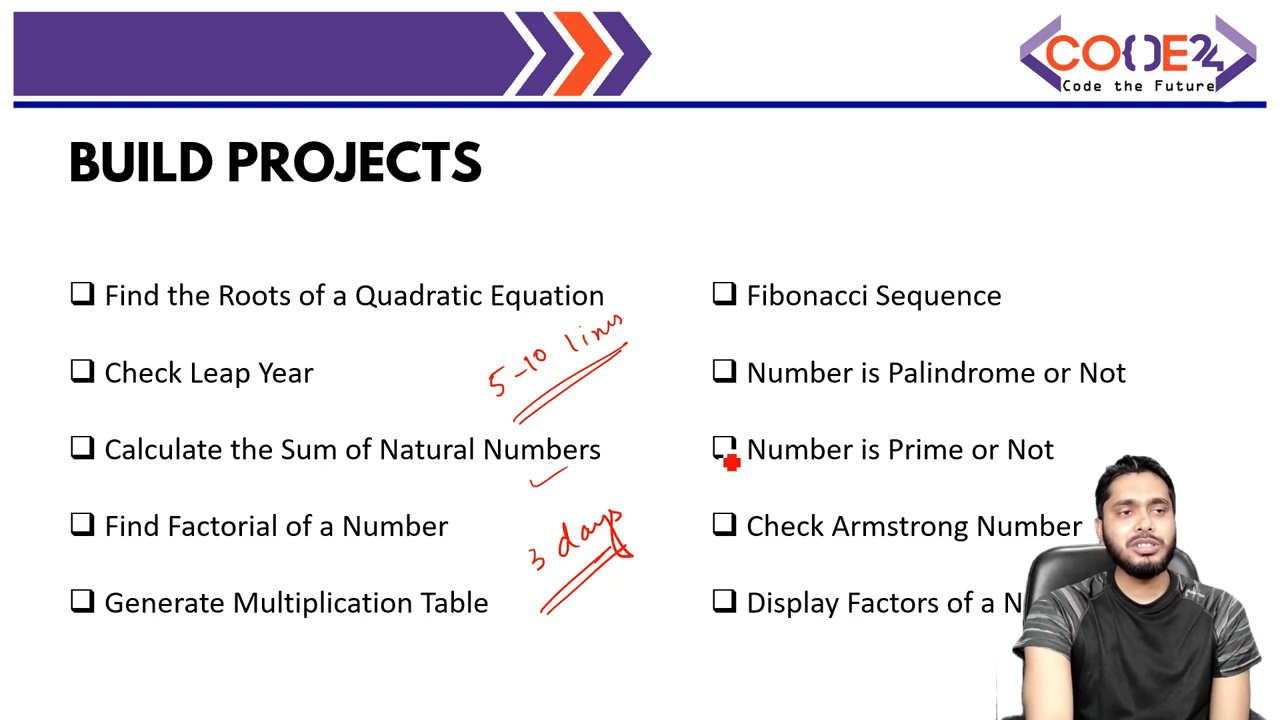 CODE24
Code the Future
BUILD PROJECTS
Find the Roots of a Quadratic Equation
Check Leap Year
Calculate the Sum of Natural Numbers
Find Factorial of a Number
Generate Multiplication Table
5-10 lines
3 days
Fibonacci Sequence
Number is Palindrome or Not
Number is Prime or Not
Check Armstrong Number
Display Factors of a N